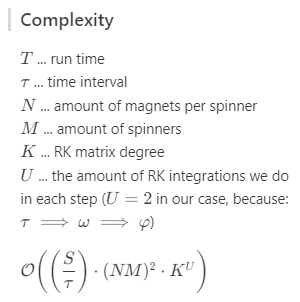 Complexity
T ... run time
τ ... time interval
N ... amount of magnets per spinner
M ... amount of spinners
K ... RK matrix degree
U ... the amount of RK integrations we do
in each step (U = 2 in our case, because:
τ ⟹ ω ⟹ φ)
𝒪((S/τ) · (NM)² · K^U)